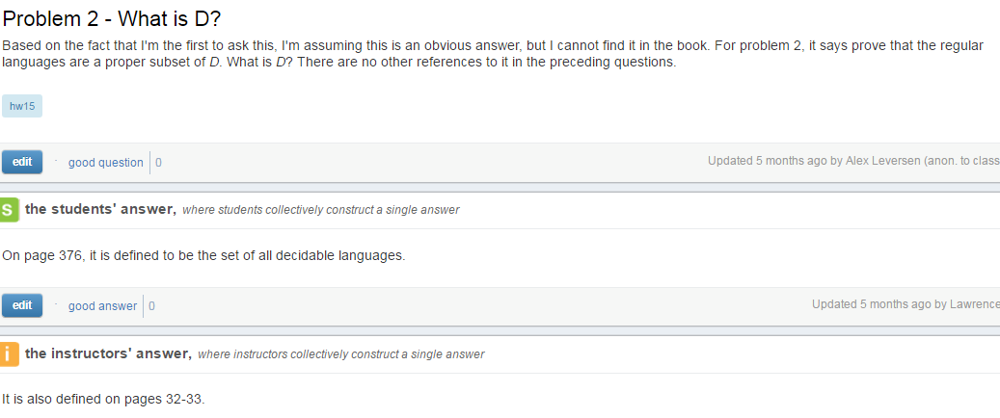 Problem 2 - What is D?
Based on the fact that I'm the first to ask this, I'm assuming this is an obvious answer, but I cannot find it in the book. For problem 2, it says prove that the regular
languages are a proper subset of D. What is D? There are no other references to it in the preceding questions.
hw15
edit · good question 0 Updated 5 months ago by Alex Leversen (anon. to class
S the students' answer, where students collectively construct a single answer
On page 376, it is defined to be the set of all decidable languages.
edit · good answer 0 Updated 5 months ago by Lawrence
i the instructors' answer, where instructors collectively construct a single answer
It is also defined on pages 32-33.